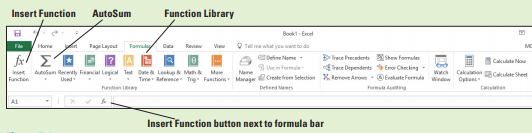 Insert Function AutoSum Function Library
Book1 - Excel
File Home Insert Page Layout Formulas Data Review View Tell me what you want to do
fx Insert Function
Σ AutoSum
Recently Used
Financial
Logical
Text
Date & Time
Lookup & Reference
Math & Trig
More Functions
Function Library
Name Manager
Define Name
Use in Formula
Create from Selection
Defined Names
Trace Precedents
Trace Dependents
Remove Arrows
Show Formulas
Error Checking
Evaluate Formula
Watch Window
Formula Auditing
Calculation Options
Calculate Now
Calculate Sheet
Calculation
A1 fx
Insert Function button next to formula bar